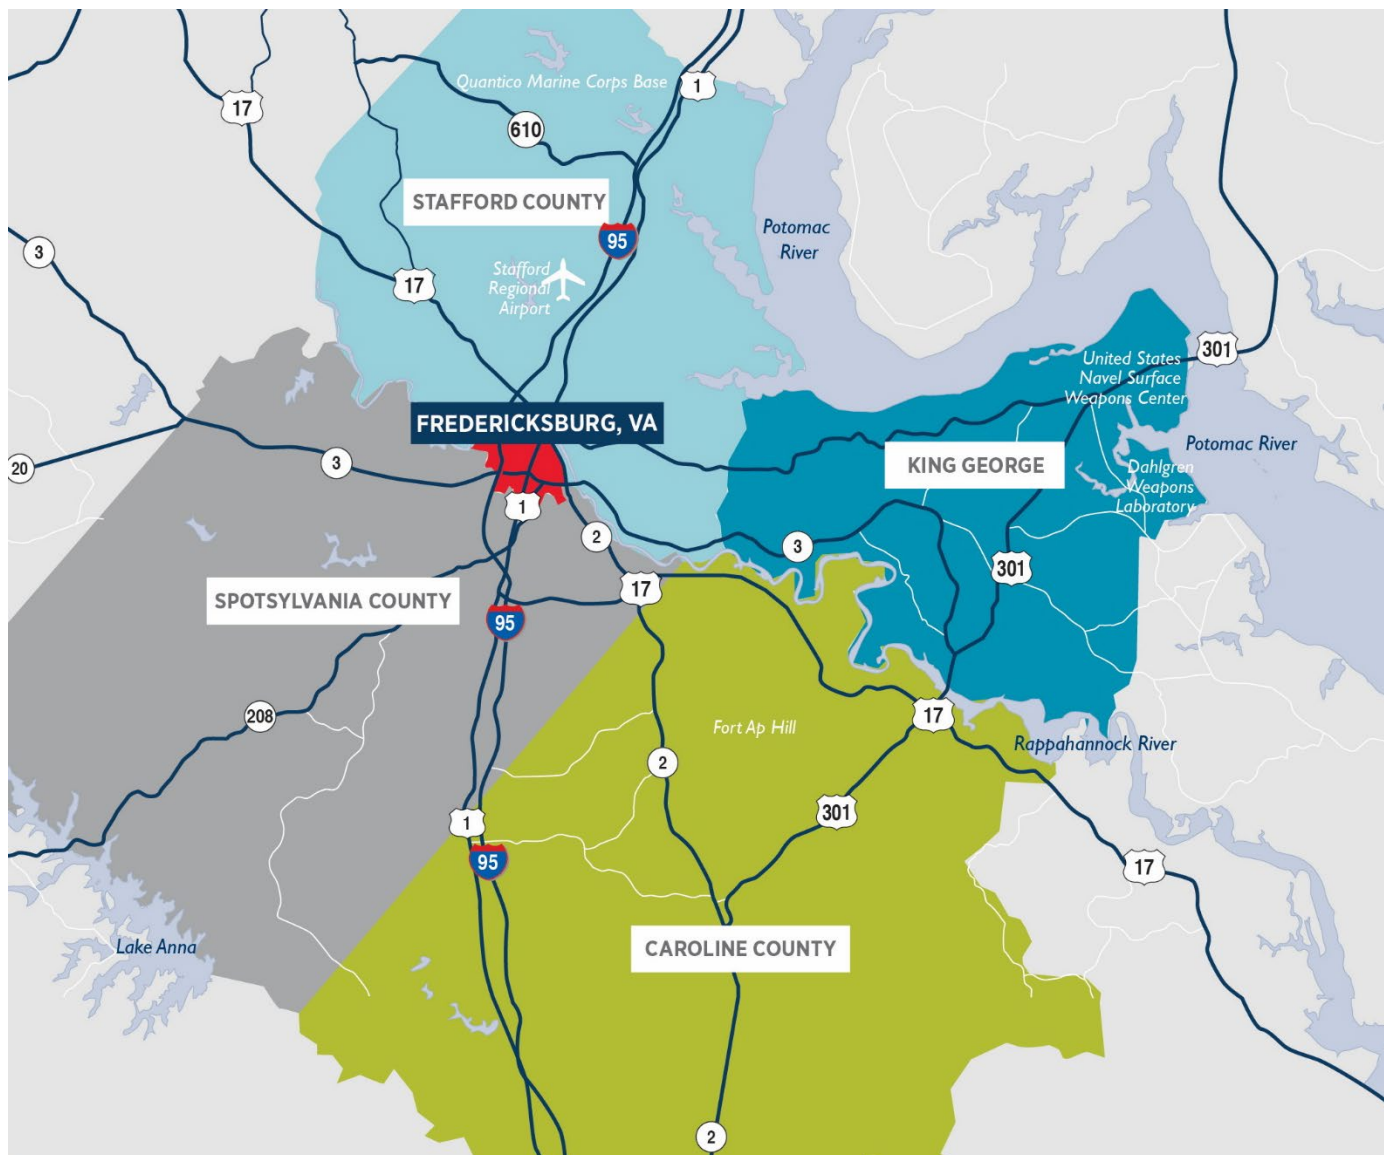 Quantico Marine Corps Base
1
17
610
STAFFORD COUNTY
95
Potomac
River
3
Stafford
Regional
Airport
17
301
United States
Navel Surface
Weapons Center
FREDERICKSBURG, VA
Potomac River
20
3
KING GEORGE
Dahlgren
Weapons
Laboratory
1
2
3
301
17
SPOTSYLVANIA COUNTY
95
208
Fort Ap Hill
17
Rappahannock River
2
1
301
95
17
Lake Anna
CAROLINE COUNTY
2